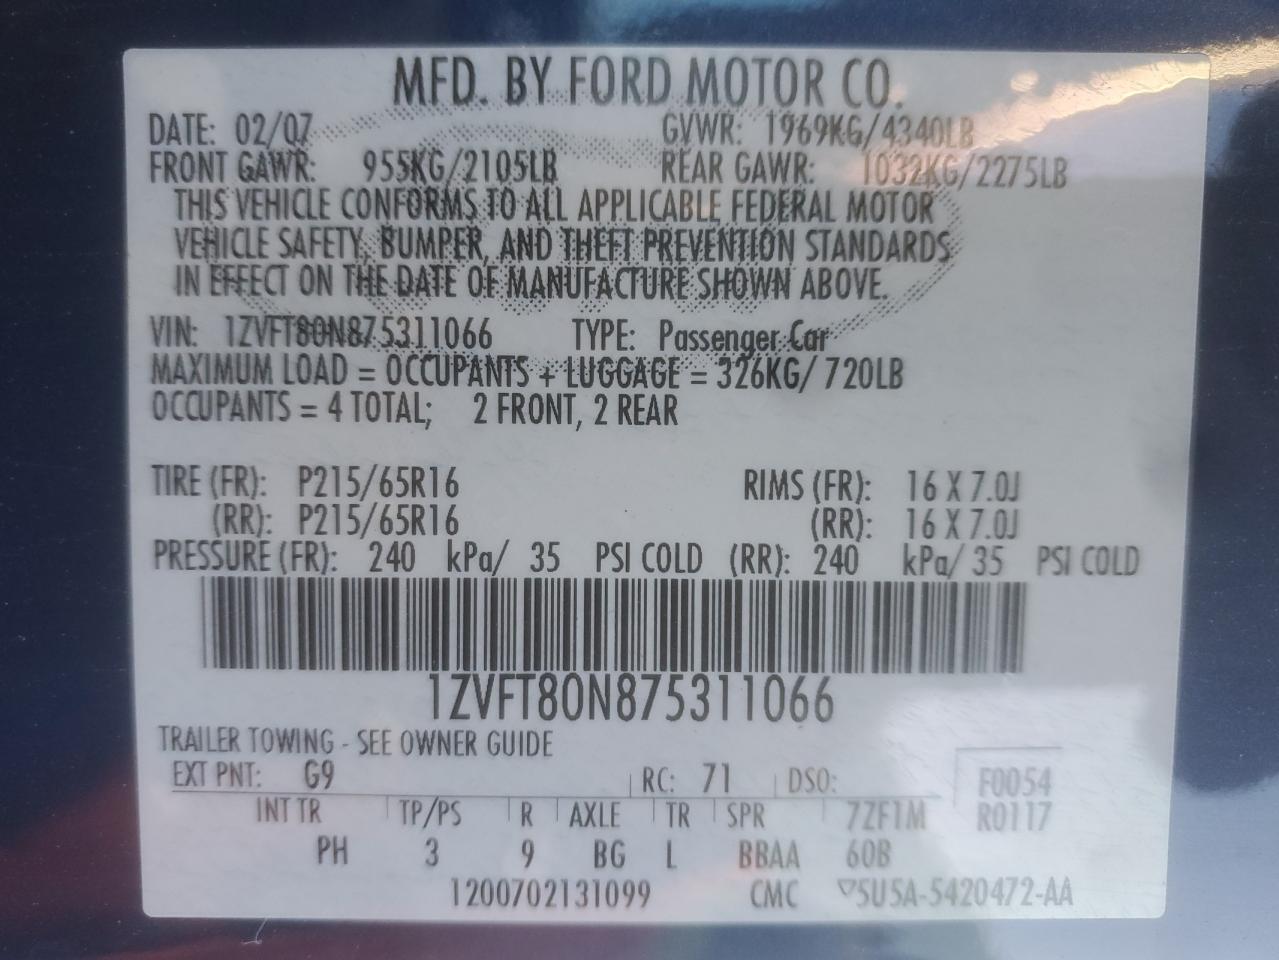 MFD. BY FORD MOTOR CO.
DATE: 02/07 GVWR: 1969KG/4340LB
FRONT GAWR: 955KG/2105LB REAR GAWR: 1032KG/2275LB
THIS VEHICLE CONFORMS TO ALL APPLICABLE FEDERAL MOTOR
VEHICLE SAFETY, BUMPER, AND THEFT PREVENTION STANDARDS
IN EFFECT ON THE DATE OF MANUFACTURE SHOWN ABOVE.
VIN: 1ZVFT80N875311066 TYPE: Passenger Car
MAXIMUM LOAD = OCCUPANTS + LUGGAGE = 326KG/ 720LB
OCCUPANTS = 4 TOTAL; 2 FRONT, 2 REAR
TIRE (FR): P215/65R16 RIMS (FR): 16 X 7.0J
(RR): P215/65R16 (RR): 16 X 7.0J
PRESSURE (FR): 240 kPa/ 35 PSI COLD (RR): 240 kPa/ 35 PSI COLD
1ZVFT80N875311066
TRAILER TOWING - SEE OWNER GUIDE
EXT PNT: G9 RC: 71 DSO: F0054
INT TR TP/PS R AXLE TR SPR 7ZF1M R0117
PH 3 9 BG L BBAA 60B
1200702131099 CMC ▽5U5A-5420472-AA